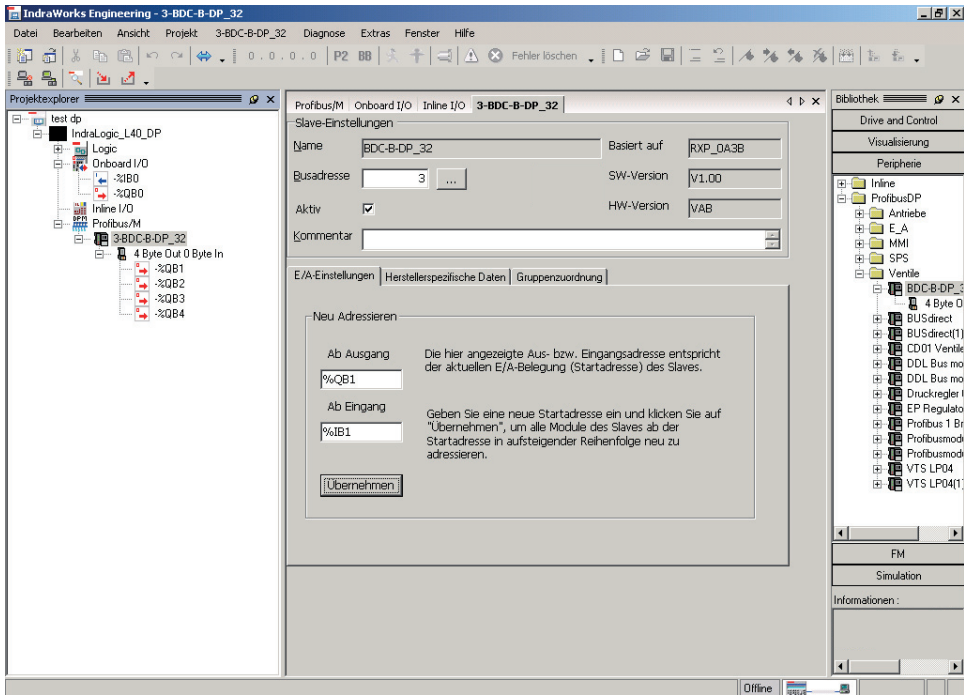 IndraWorks Engineering - 3-BDC-B-DP_32
Datei Bearbeiten Ansicht Projekt 3-BDC-B-DP_32 Diagnose Extras Fenster Hilfe
0 . 0 . 0 . 0 P2 BB Fehler löschen
Projektexplorer
test dp
IndraLogic_L40_DP
Logic
Onboard I/O
-%IB0
-%QB0
Inline I/O
Profibus/M
3-BDC-B-DP_32
4 Byte Out 0 Byte In
-%QB1
-%QB2
-%QB3
-%QB4
Profibus/M Onboard I/O Inline I/O 3-BDC-B-DP_32
Slave-Einstellungen
Name BDC-B-DP_32 Basiert auf RXP_0A3B
Busadresse 3 ... SW-Version V1.00
Aktiv HW-Version VAB
Kommentar
E/A-Einstellungen Herstellerspezifische Daten Gruppenzuordnung
Neu Adressieren
Ab Ausgang
%QB1
Die hier angezeigte Aus- bzw. Eingangsadresse entspricht
der aktuellen E/A-Belegung (Startadresse) des Slaves.
Ab Eingang
%IB1
Geben Sie eine neue Startadresse ein und klicken Sie auf
"Übernehmen", um alle Module des Slaves ab der
Startadresse in aufsteigender Reihenfolge neu zu
adressieren.
Übernehmen
Bibliothek
Drive and Control
Visualisierung
Peripherie
Inline
ProfibusDP
Antriebe
E_A
MMI
SPS
Ventile
BDC-B-DP_3
4 Byte O
BUSdirect
BUSdirect(1)
CD01 Ventile
DDL Bus mo
DDL Bus mo
Druckregler
EP Regulato
Profibus 1 Br
Profibusmodu
Profibusmodu
VTS LP04
VTS LP04(1)
FM
Simulation
Informationen :
Offline